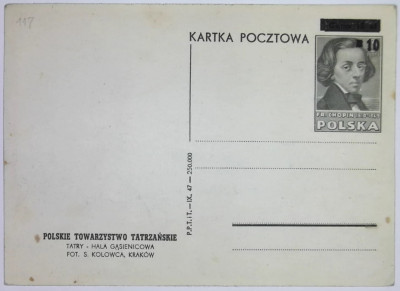 117
KARTKA POCZTOWA
10
FR. CHOPIN
POLSKA
P.P.T.iT.—IX. 47 — 250.000
POLSKIE TOWARZYSTWO TATRZAŃSKIE
TATRY - HALA GĄSIENICOWA
FOT. S. KOLOWCA, KRAKÓW